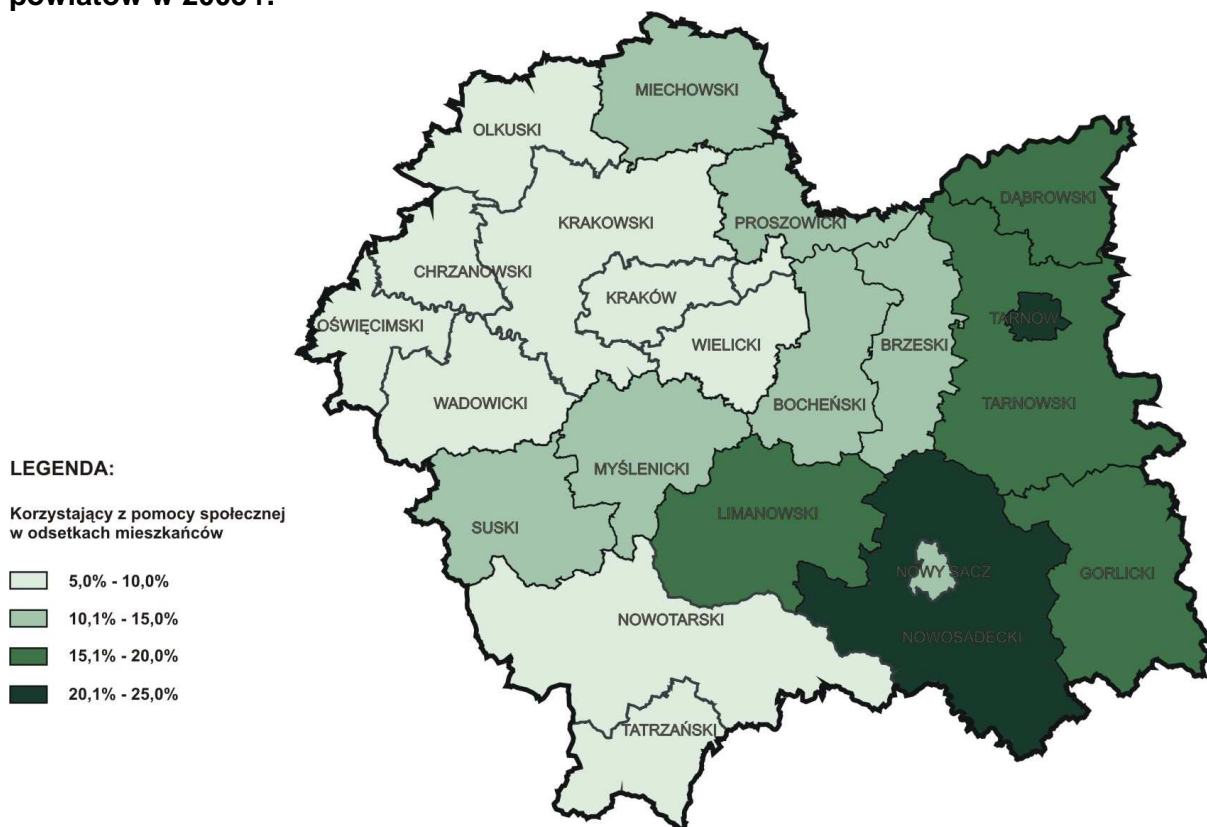 powiatów w 2008 r.
MIECHOWSKI
OLKUSKI
DĄBROWSKI
KRAKOWSKI
PROSZOWICKI
CHRZANOWSKI
KRAKÓW
OŚWIĘCIMSKI
TARNÓW
WIELICKI
BRZESKI
WADOWICKI
BOCHEŃSKI
TARNOWSKI
MYŚLENICKI
LIMANOWSKI
SUSKI
NOWY SĄCZ
GORLICKI
NOWOTARSKI
NOWOSĄDECKI
TATRZAŃSKI
LEGENDA:
Korzystający z pomocy społecznej
w odsetkach mieszkańców
5,0% - 10,0%
10,1% - 15,0%
15,1% - 20,0%
20,1% - 25,0%